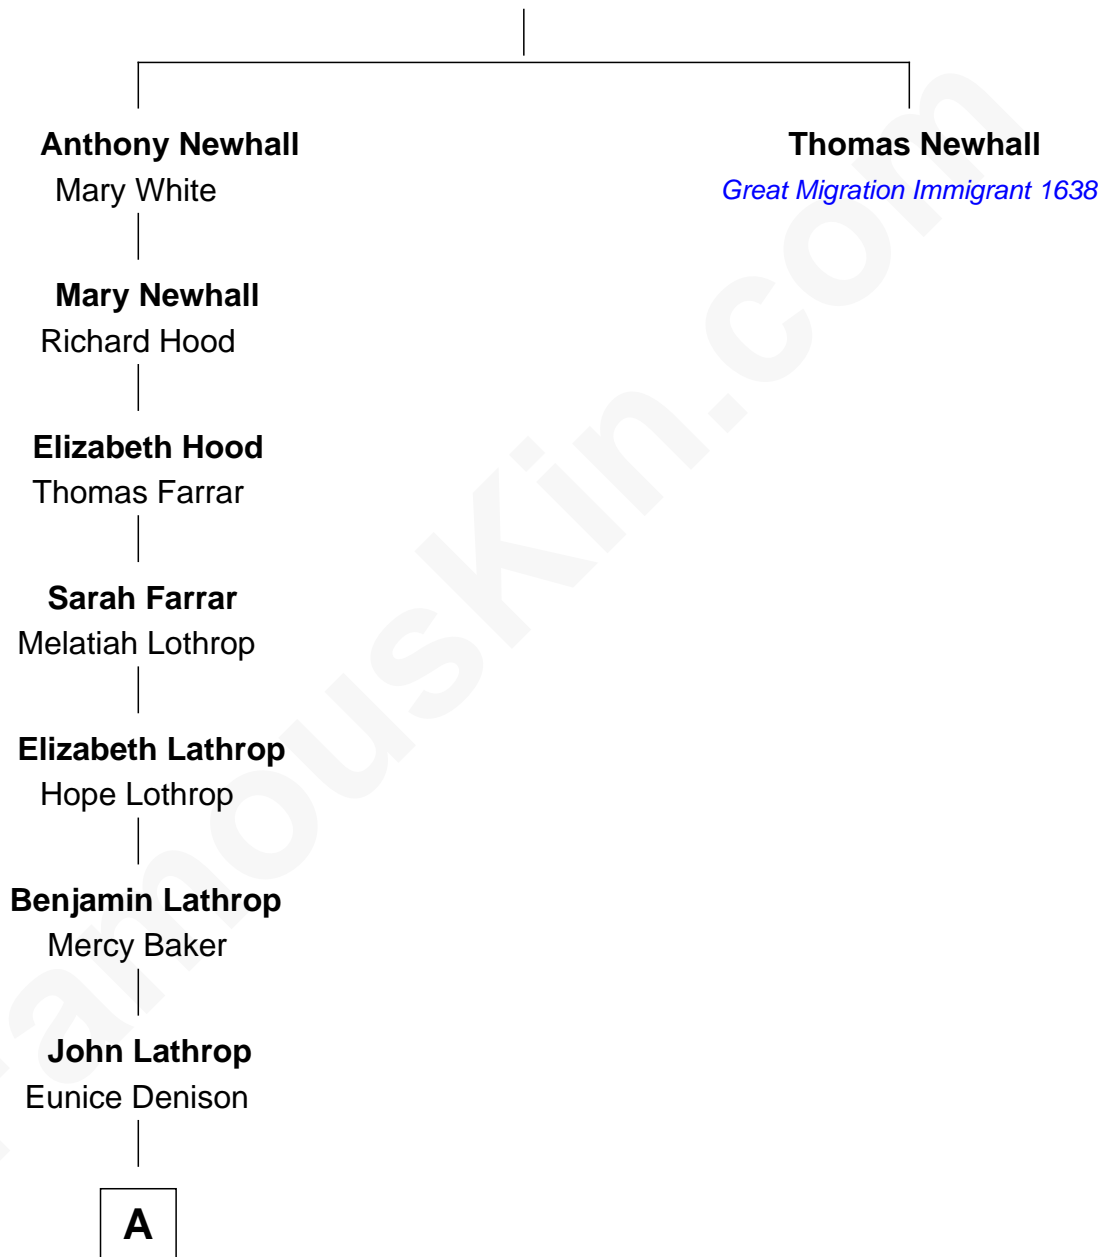 Anthony Newhall
Mary White
Thomas Newhall
Great Migration Immigrant 1638
Mary Newhall
Richard Hood
Elizabeth Hood
Thomas Farrar
Sarah Farrar
Melatiah Lothrop
Elizabeth Lathrop
Hope Lothrop
Benjamin Lathrop
Mercy Baker
John Lathrop
Eunice Denison
A
FamousKin.com